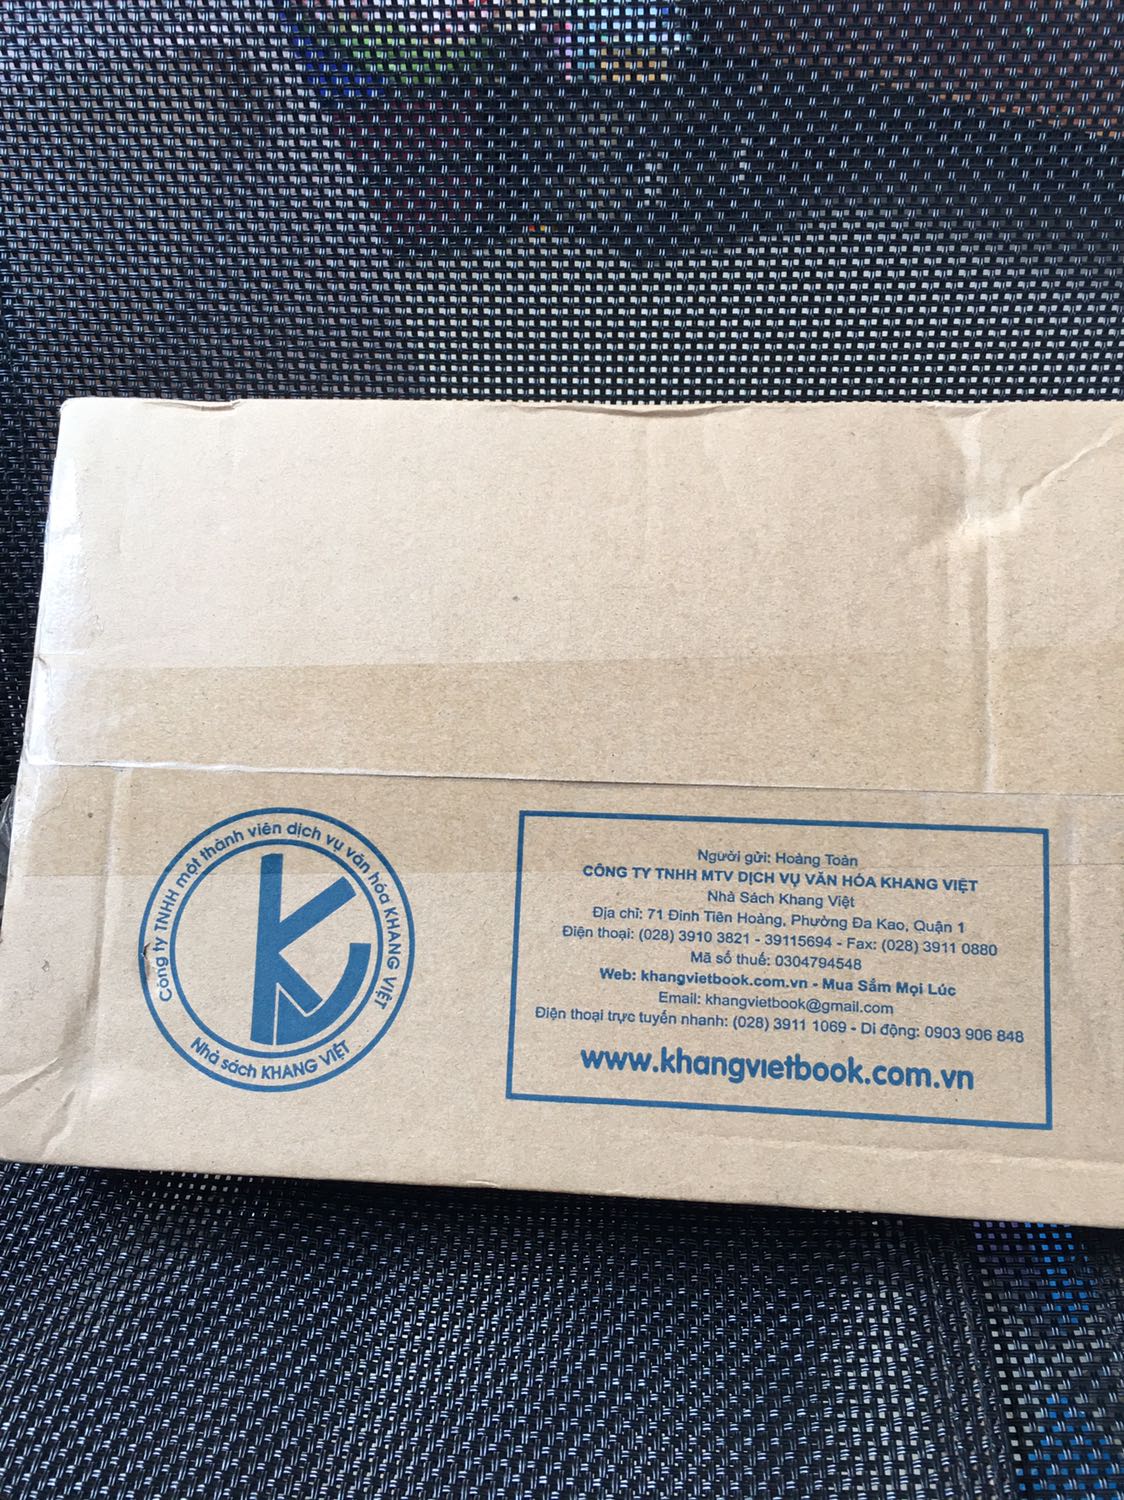 Công ty TNHH một thành viên dịch vụ văn hóa KHANG VIỆT
Nhà sách KHANG VIỆT
Người gửi: Hoàng Toàn
CÔNG TY TNHH MTV DỊCH VỤ VĂN HÓA KHANG VIỆT
Nhà Sách Khang Việt
Địa chỉ: 71 Đinh Tiên Hoàng, Phường Đa Kao, Quận 1
Điện thoại: (028) 3910 3821 - 39115694 - Fax: (028) 3911 0880
Mã số thuế: 0304794548
Web: khangvietbook.com.vn - Mua Sắm Mọi Lúc
Email: khangvietbook@gmail.com
Điện thoại trực tuyến nhanh: (028) 3911 1069 - Di động: 0903 906 848
www.khangvietbook.com.vn